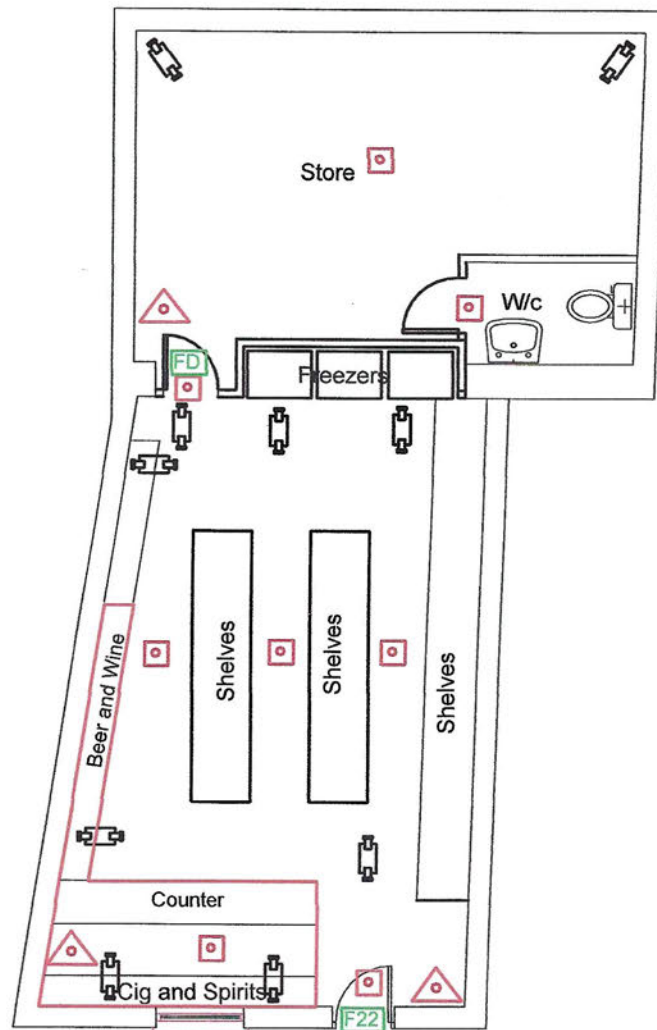 Store
W/c
FD
Freezers
Beer and Wine
Shelves
Shelves
Shelves
Counter
Cig and Spirits
F22